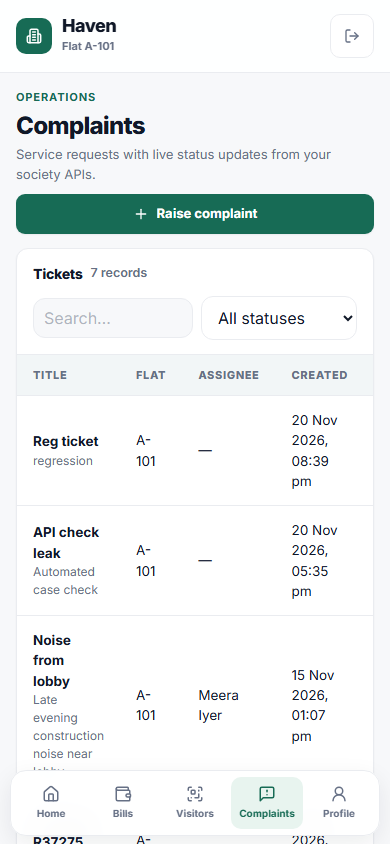 Haven
Flat A-101
OPERATIONS
Complaints
Service requests with live status updates from your
society APIs.
+ Raise complaint
Tickets 7 records
Search...
All statuses
TITLE FLAT ASSIGNEE CREATED
Reg ticket
regression
A-
101
—
20 Nov
2026,
08:39
pm
API check
leak
Automated
case check
A-
101
—
20 Nov
2026,
05:35
pm
Noise
from
lobby
Late
evening
construction
noise near
lobby
A-
101
Meera
Iyer
15 Nov
2026,
01:07
pm
R37275
A-
2026,
Home
Bills
Visitors
Complaints
Profile